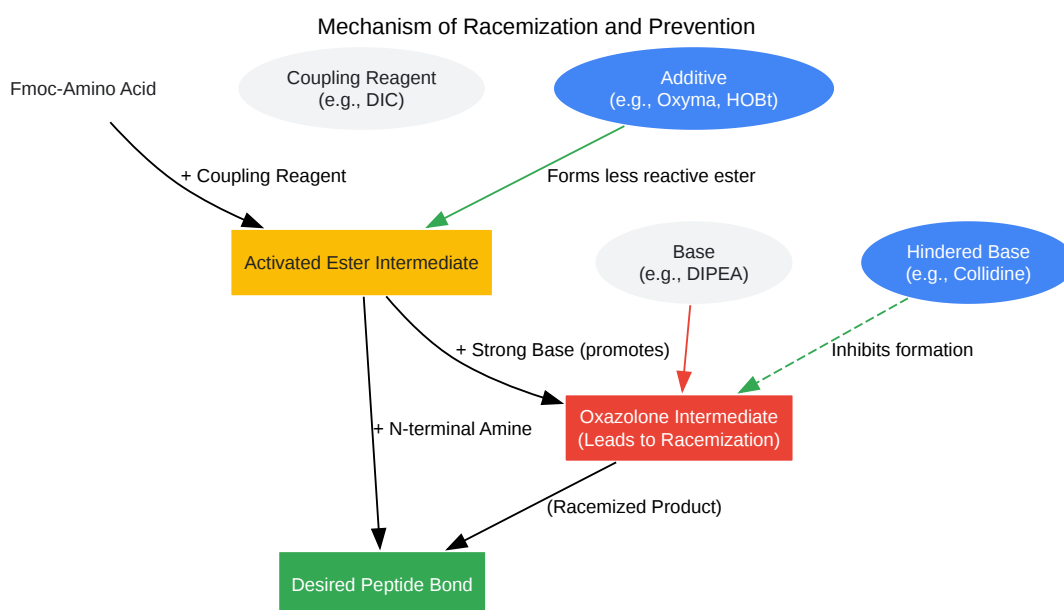 Mechanism of Racemization and Prevention
Fmoc-Amino Acid
Coupling Reagent
(e.g., DIC)
Additive
(e.g., Oxyma, HOBt)
+ Coupling Reagent
Forms less reactive ester
Activated Ester Intermediate
Base
(e.g., DIPEA)
Hindered Base
(e.g., Collidine)
+ Strong Base (promotes)
Inhibits formation
+ N-terminal Amine
Oxazolone Intermediate
(Leads to Racemization)
(Racemized Product)
Desired Peptide Bond